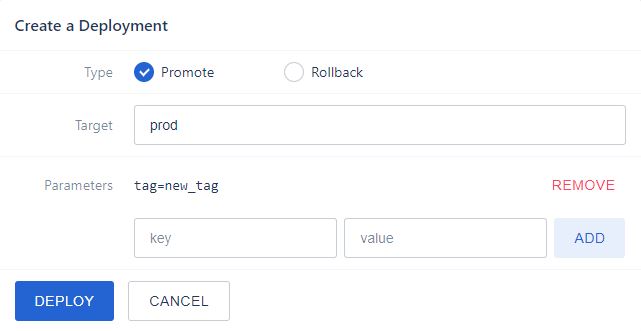 Create a Deployment
Type Promote Rollback
Target prod
Parameters tag=new_tag REMOVE
key value ADD
DEPLOY CANCEL